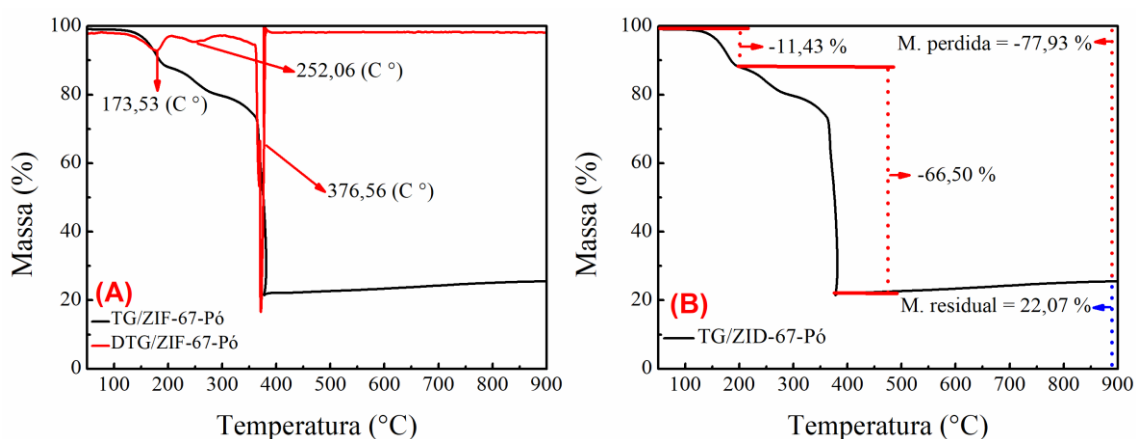 100
80
60
40
20
0
Massa (%)
173,53 (C °)
252,06 (C °)
376,56 (C °)
(A)
TG/ZIF-67-Pó
DTG/ZIF-67-Pó
100 200 300 400 500 600 700 800 900
Temperatura (°C)
100
80
60
40
20
0
Massa (%)
-11,43 %
M. perdida = -77,93 %
-66,50 %
(B)
M. residual = 22,07 %
TG/ZID-67-Pó
100 200 300 400 500 600 700 800 900
Temperatura (°C)